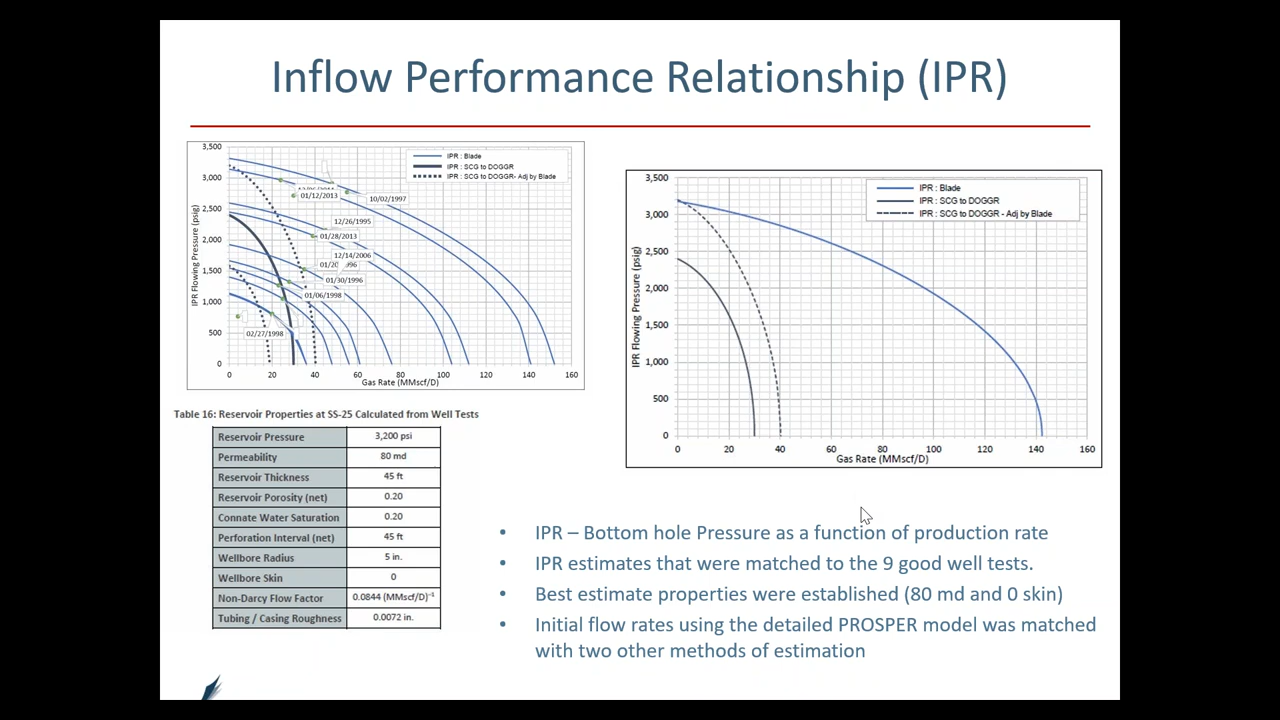 Inflow Performance Relationship (IPR)
3,500
3,000
2,500
2,000
1,500
1,000
500
0
IPR Flowing Pressure (psig)
IPR : Blade
IPR : SCG to DOGGR
IPR : SCG to DOGGR- Adj by Blade
01/12/2013
10/02/1997
12/26/1995
01/28/2013
12/14/2006
01/30/1996
01/06/1998
02/27/1998
0 20 40 60 80 100 120 140 160
Gas Rate (MMscf/D)
3,500
3,000
2,500
2,000
1,500
1,000
500
0
IPR Flowing Pressure (psig)
IPR : Blade
IPR : SCG to DOGGR
IPR : SCG to DOGGR - Adj by Blade
0 20 40 60 80 100 120 140 160
Gas Rate (MMscf/D)
Table 16: Reservoir Properties at SS-25 Calculated from Well Tests
Reservoir Pressure 3,200 psi
Permeability 80 md
Reservoir Thickness 45 ft
Reservoir Porosity (net) 0.20
Connate Water Saturation 0.20
Perforation Interval (net) 45 ft
Wellbore Radius 5 in.
Wellbore Skin 0
Non-Darcy Flow Factor 0.0844 (MMscf/D)⁻¹
Tubing / Casing Roughness 0.0072 in.
• IPR – Bottom hole Pressure as a function of production rate
• IPR estimates that were matched to the 9 good well tests.
• Best estimate properties were established (80 md and 0 skin)
• Initial flow rates using the detailed PROSPER model was matched
with two other methods of estimation